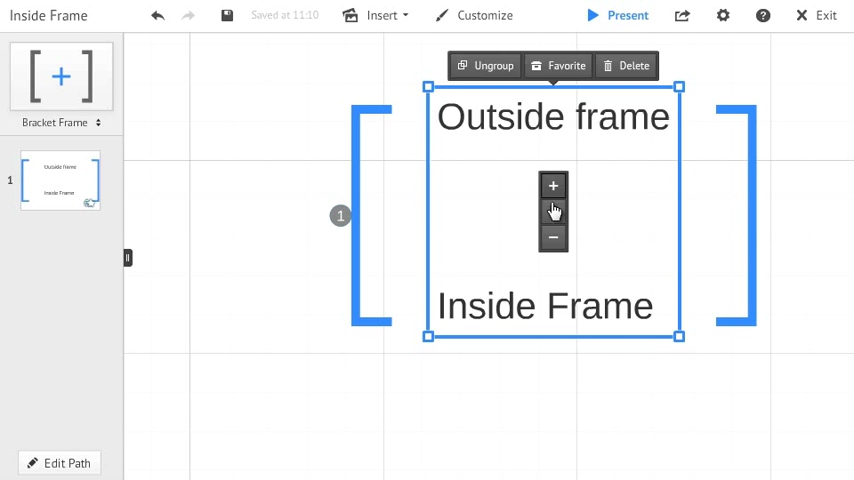 Inside Frame
Saved at 11:10
Insert
Customize
Present
Exit
Bracket Frame
1
Outside frame
Inside Frame
Edit Path
Ungroup
Favorite
Delete
Outside frame
1
Inside Frame